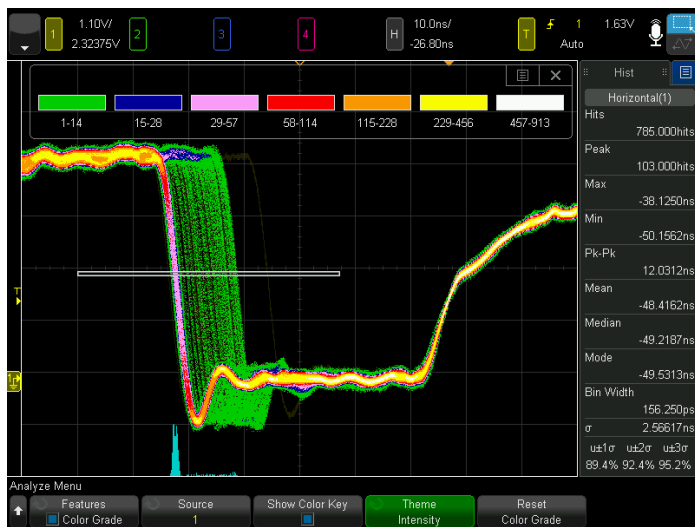 1 1.10V/ 2.32375V 2 3 4 H 10.0ns/ -26.80ns T 1 1.63V Auto
Hist
1-14 15-28 29-57 58-114 115-228 229-456 457-913
Horizontal(1)
Hits
785.000hits
Peak
103.000hits
Max
-38.1250ns
Min
-50.1562ns
Pk-Pk
12.0312ns
Mean
-48.4162ns
Median
-49.2187ns
Mode
-49.5313ns
Bin Width
156.250ps
σ 2.56617ns
u±1σ u±2σ u±3σ
89.4% 92.4% 95.2%
T
1
Analyze Menu
Features Source Show Color Key Theme Reset
Color Grade 1 Intensity Color Grade